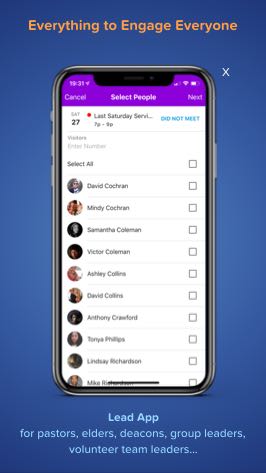 Everything to Engage Everyone
X
19:31
Cancel Select People Next
SAT
27
Last Saturday Servi...
7p – 9p
DID NOT MEET
Visitors
Enter Number
Select All
David Cochran
Mindy Cochran
Samantha Coleman
Victor Coleman
Ashley Collins
David Collins
Anthony Crawford
Tonya Phillips
Lindsay Richardson
Mike Richardson
Lead App
for pastors, elders, deacons, group leaders,
volunteer team leaders...